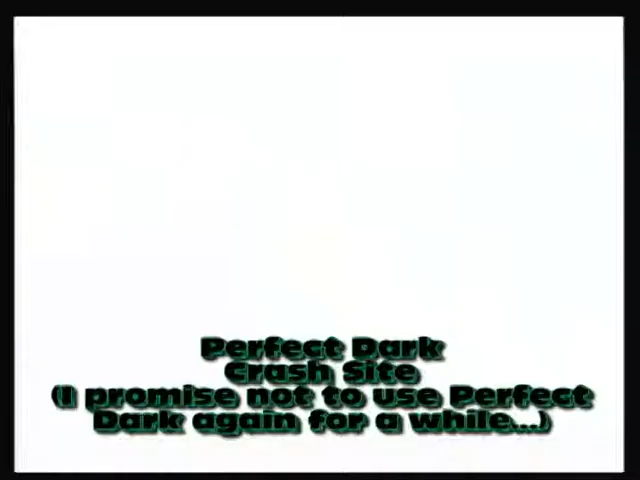 Perfect Dark
Crash Site
(I promise not to use Perfect
Dark again for a while...)